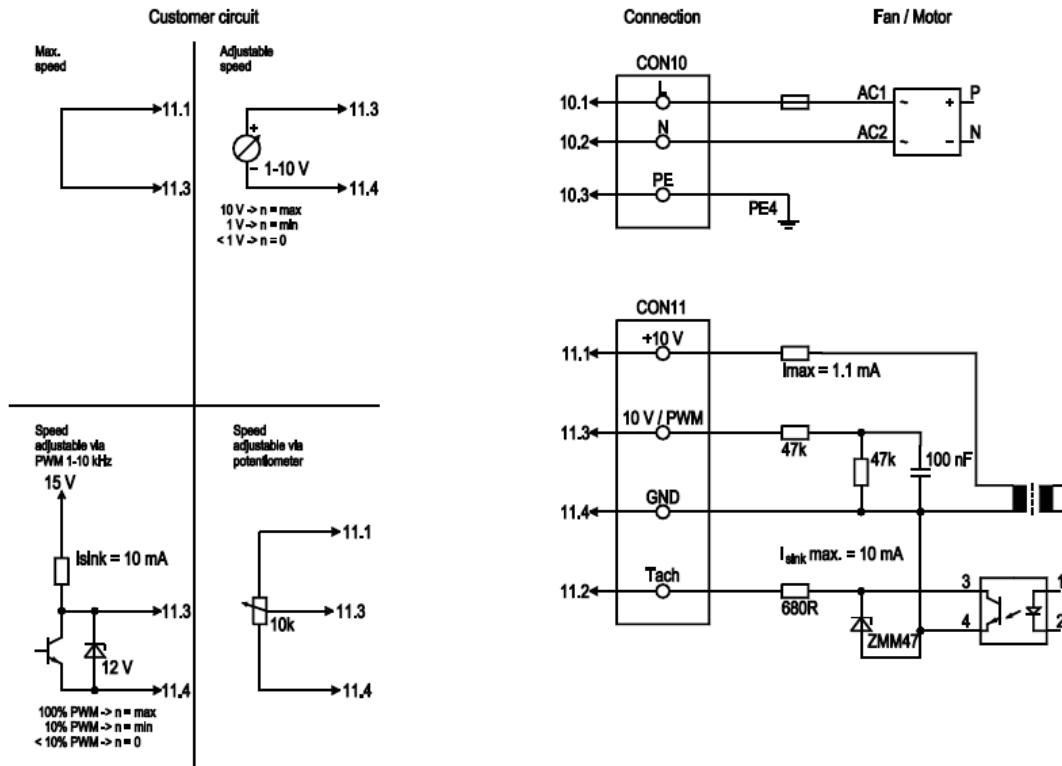 Customer circuit
Connection
Fan / Motor
Max.
speed
11.1
11.3
Adjustable
speed
11.3
+
–
1-10 V
11.4
10 V -> n = max
1 V -> n = min
< 1 V -> n = 0
CON10
10.1
L
AC1
~
+
P
10.2
N
AC2
~
–
N
10.3
PE
PE4
CON11
11.1
+10 V
Imax = 1.1 mA
11.3
10 V / PWM
47k
47k
100 nF
11.4
GND
Isink max. = 10 mA
11.2
Tach
680R
ZMM47
3
4
1
2
Speed
adjustable via
PWM 1-10 kHz
15 V
Isink = 10 mA
11.3
12 V
11.4
100% PWM -> n = max
10% PWM -> n = min
< 10% PWM -> n = 0
Speed
adjustable via
potentiometer
11.1
11.3
10k
11.4